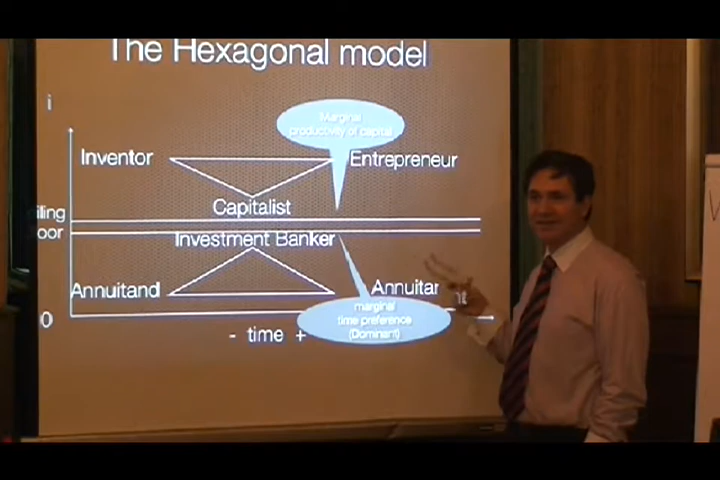 The Hexagonal model
i
Marginal
productivity of capital
Inventor
Entrepreneur
Capitalist
iling
oor
Investment Banker
Annuitand
Annuitant
marginal
time preference
(Dominant)
0
- time +